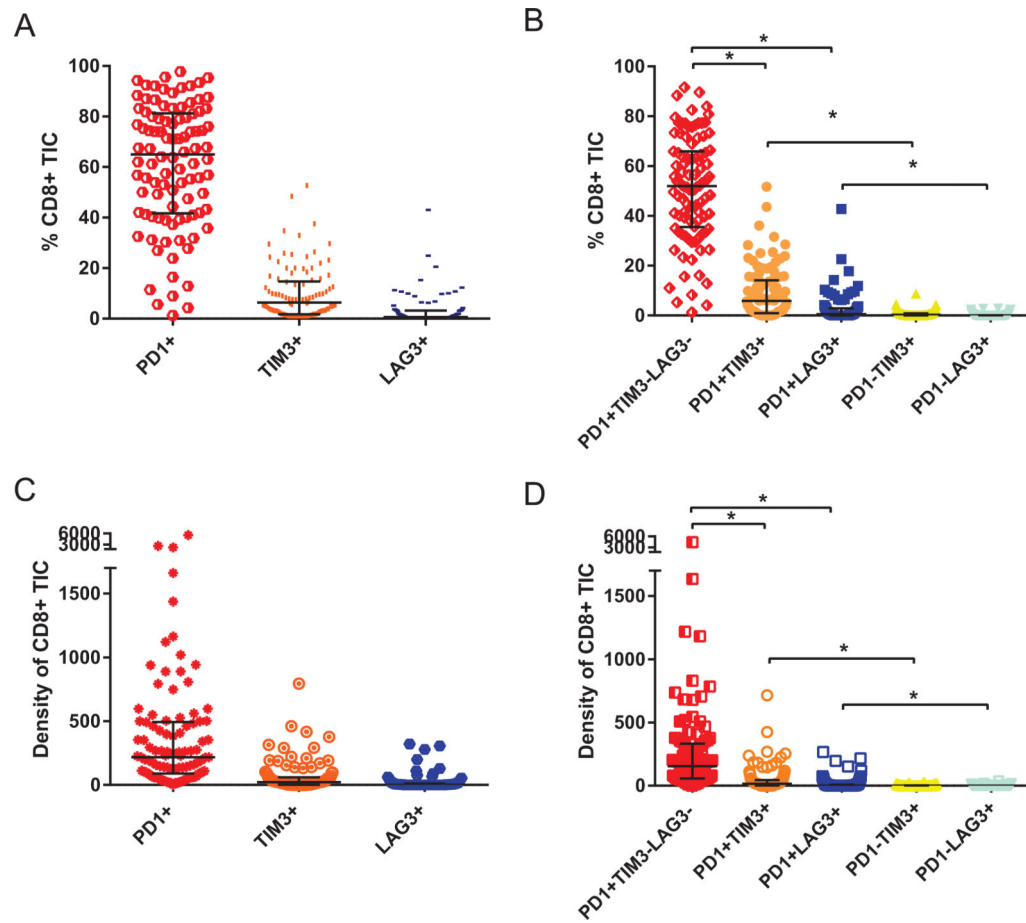 A
% CD8+ TIC
100
80
60
40
20
0
PD1+
TIM3+
LAG3+
B
% CD8+ TIC
100
80
60
40
20
0
*
*
*
*
PD1+TIM3-LAG3-
PD1+TIM3+
PD1+LAG3+
PD1-TIM3+
PD1-LAG3+
C
Density of CD8+ TIC
6000
3000
1500
1000
500
0
PD1+
TIM3+
LAG3+
D
Density of CD8+ TIC
6000
3000
1500
1000
500
0
*
*
*
*
PD1+TIM3-LAG3-
PD1+TIM3+
PD1+LAG3+
PD1-TIM3+
PD1-LAG3+